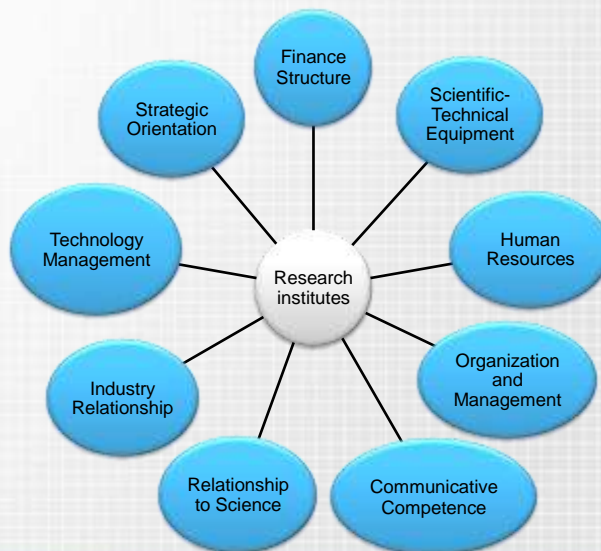 Finance
Structure
Scientific-
Technical
Equipment
Human
Resources
Organization
and
Management
Communicative
Competence
Relationship
to Science
Industry
Relationship
Technology
Management
Strategic
Orientation
Research
institutes